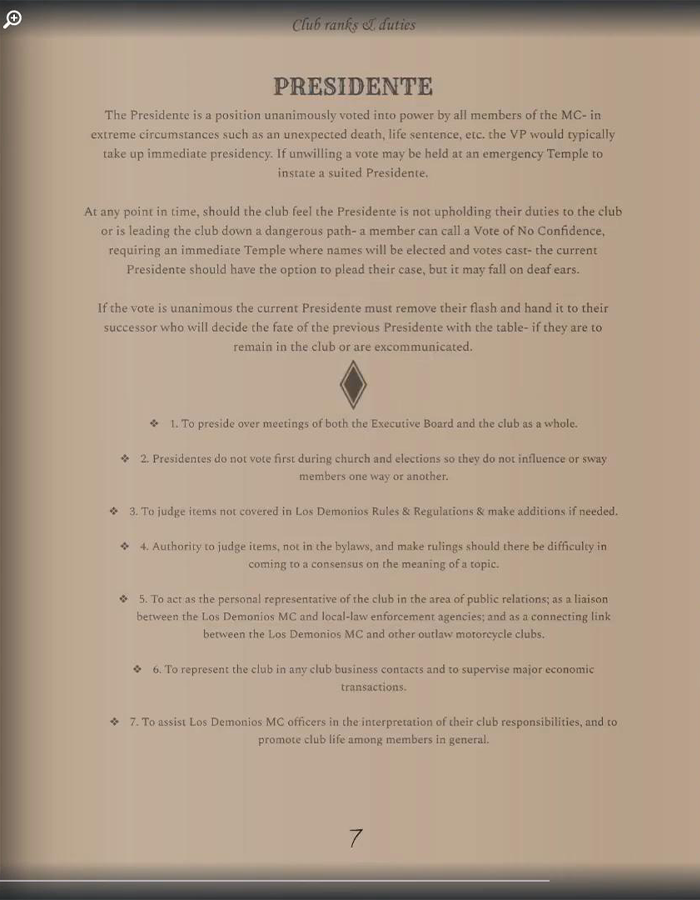 Club ranks & duties
PRESIDENTE
The Presidente is a position unanimously voted into power by all members of the MC- in
extreme circumstances such as an unexpected death, life sentence, etc. the VP would typically
take up immediate presidency. If unwilling a vote may be held at an emergency Temple to
instate a suited Presidente.
At any point in time, should the club feel the Presidente is not upholding their duties to the club
or is leading the club down a dangerous path- a member can call a Vote of No Confidence,
requiring an immediate Temple where names will be elected and votes cast- the current
Presidente should have the option to plead their case, but it may fall on deaf ears.
If the vote is unanimous the current Presidente must remove their flash and hand it to their
successor who will decide the fate of the previous Presidente with the table- if they are to
remain in the club or are excommunicated.
❖ 1. To preside over meetings of both the Executive Board and the club as a whole.
❖ 2. Presidentes do not vote first during church and elections so they do not influence or sway
members one way or another.
❖ 3. To judge items not covered in Los Demonios Rules & Regulations & make additions if needed.
❖ 4. Authority to judge items, not in the bylaws, and make rulings should there be difficulty in
coming to a consensus on the meaning of a topic.
❖ 5. To act as the personal representative of the club in the area of public relations; as a liaison
between the Los Demonios MC and local-law enforcement agencies; and as a connecting link
between the Los Demonios MC and other outlaw motorcycle clubs.
❖ 6. To represent the club in any club business contacts and to supervise major economic
transactions.
❖ 7. To assist Los Demonios MC officers in the interpretation of their club responsibilities, and to
promote club life among members in general.
7